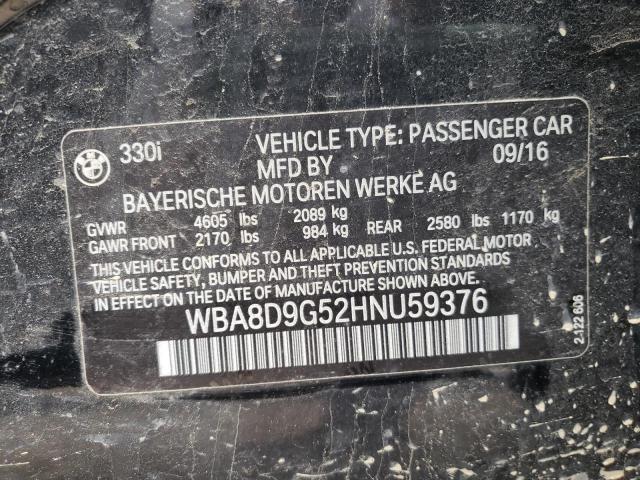 BMW
330i VEHICLE TYPE: PASSENGER CAR
MFD BY 09/16
BAYERISCHE MOTOREN WERKE AG
GVWR 4605 lbs 2089 kg
GAWR FRONT 2170 lbs 984 kg REAR 2580 lbs 1170 kg
THIS VEHICLE CONFORMS TO ALL APPLICABLE U.S. FEDERAL MOTOR
VEHICLE SAFETY, BUMPER AND THEFT PREVENTION STANDARDS
IN EFFECT ON THE DATE OF MANUFACTURE SHOWN ABOVE.
WBA8D9G52HNU59376
2-122 606